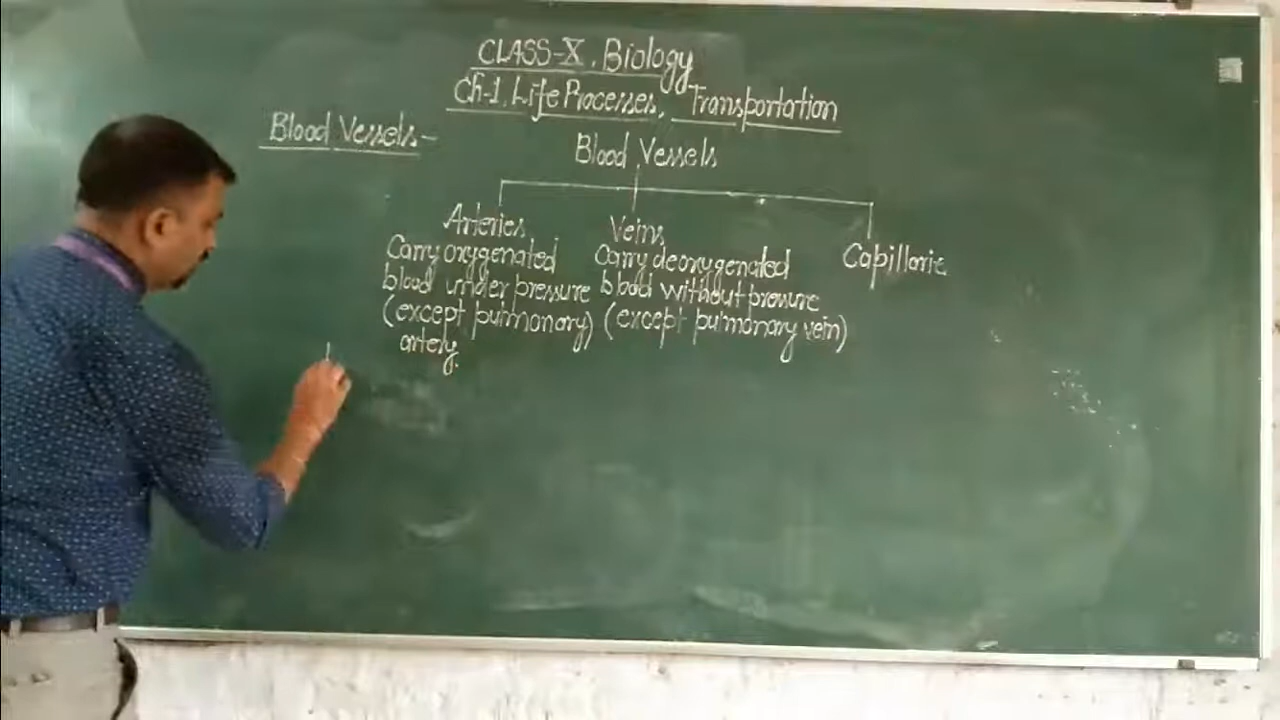 CLASS-X. Biology
Ch-1. Life Processes. Transportation
Blood Vessels-
Blood Vessels
Arteries
Carry oxygenated
blood under pressure
(except pulmonary)
artery.
Veins
Carry deoxygenated
blood without pressure
(except pulmonary vein)
Capillarie